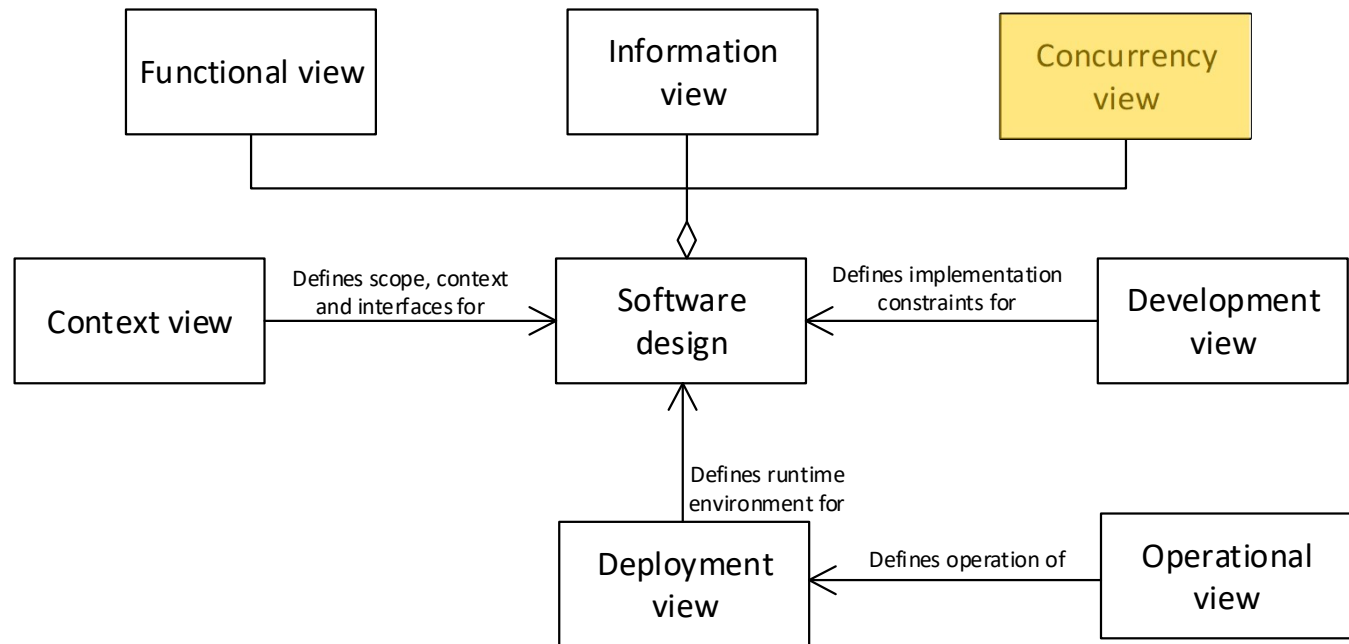 Functional view
Information
view
Concurrency
view
Context view
Defines scope, context
and interfaces for
Software
design
Defines implementation
constraints for
Development
view
Defines runtime
environment for
Deployment
view
Defines operation of
Operational
view